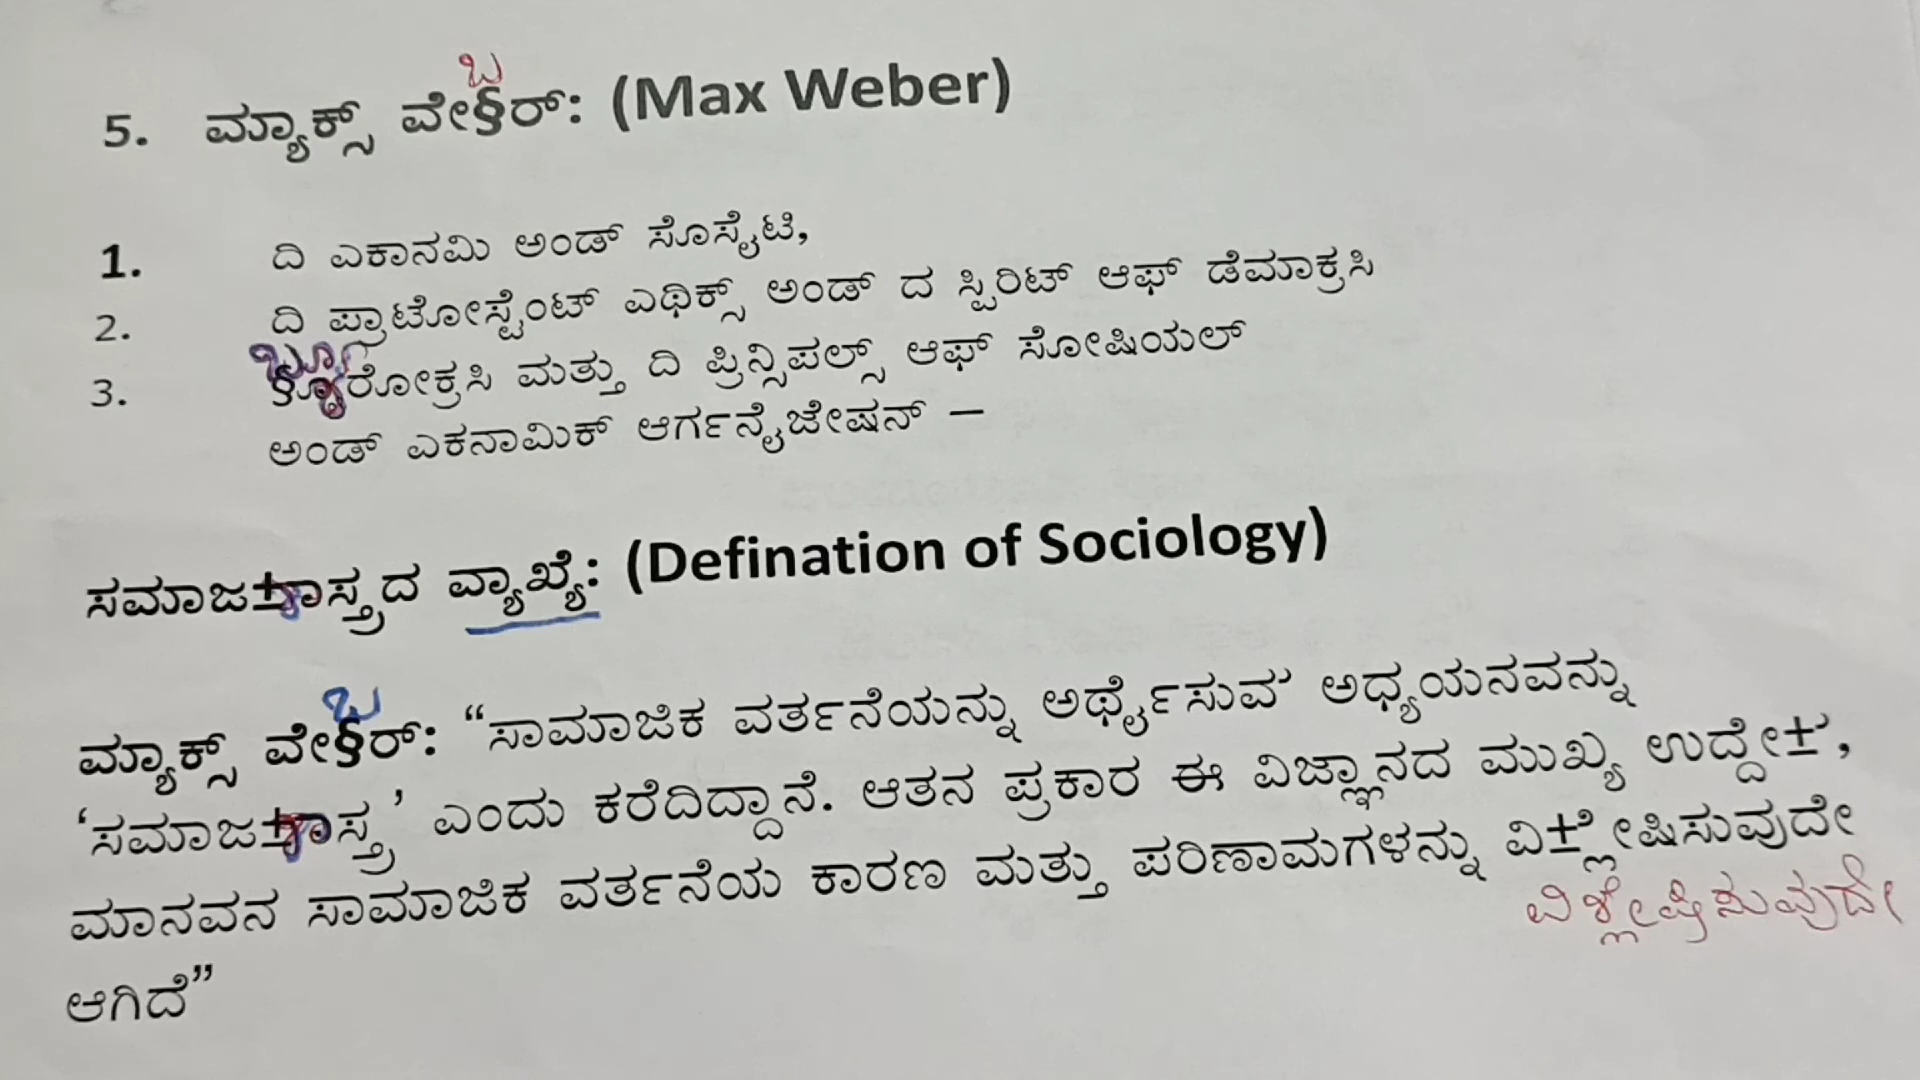 5. ಮ್ಯಾಕ್ಸ್ ವೇ§ರ್: (Max Weber)
ಬ
1. ದಿ ಎಕಾನಮಿ ಅಂಡ್ ಸೊಸೈಟಿ,
2. ದಿ ಪ್ರಾಟೋಸ್ಟೆಂಟ್ ಎಥಿಕ್ಸ್ ಅಂಡ್ ದ ಸ್ಪಿರಿಟ್ ಆಫ್ ಡೆಮಾಕ್ರಸಿ
3. ಬ್ಯೂರೋಕ್ರಸಿ ಮತ್ತು ದಿ ಪ್ರಿನ್ಸಿಪಲ್ಸ್ ಆಫ್ ಸೋಷಿಯಲ್
ಅಂಡ್ ಎಕನಾಮಿಕ್ ಆರ್ಗನೈಜೇಷನ್ –
ಸಮಾಜಶಾಸ್ತ್ರದ ವ್ಯಾಖ್ಯೆ: (Defination of Sociology)
ಬ
ಮ್ಯಾಕ್ಸ್ ವೇ§ರ್: “ಸಾಮಾಜಿಕ ವರ್ತನೆಯನ್ನು ಅರ್ಥೈಸುವ ಅಧ್ಯಯನವನ್ನು
‘ಸಮಾಜಶಾಸ್ತ್ರ’ ಎಂದು ಕರೆದಿದ್ದಾನೆ. ಆತನ ಪ್ರಕಾರ ಈ ವಿಜ್ಞಾನದ ಮುಖ್ಯ ಉದ್ದೇ±,
ಮಾನವನ ಸಾಮಾಜಿಕ ವರ್ತನೆಯ ಕಾರಣ ಮತ್ತು ಪರಿಣಾಮಗಳನ್ನು ವಿ±್ಲೇಷಿಸುವುದೇ
ವಿಶ್ಲೇಷಿಸುವುದೇ
ಆಗಿದೆ”